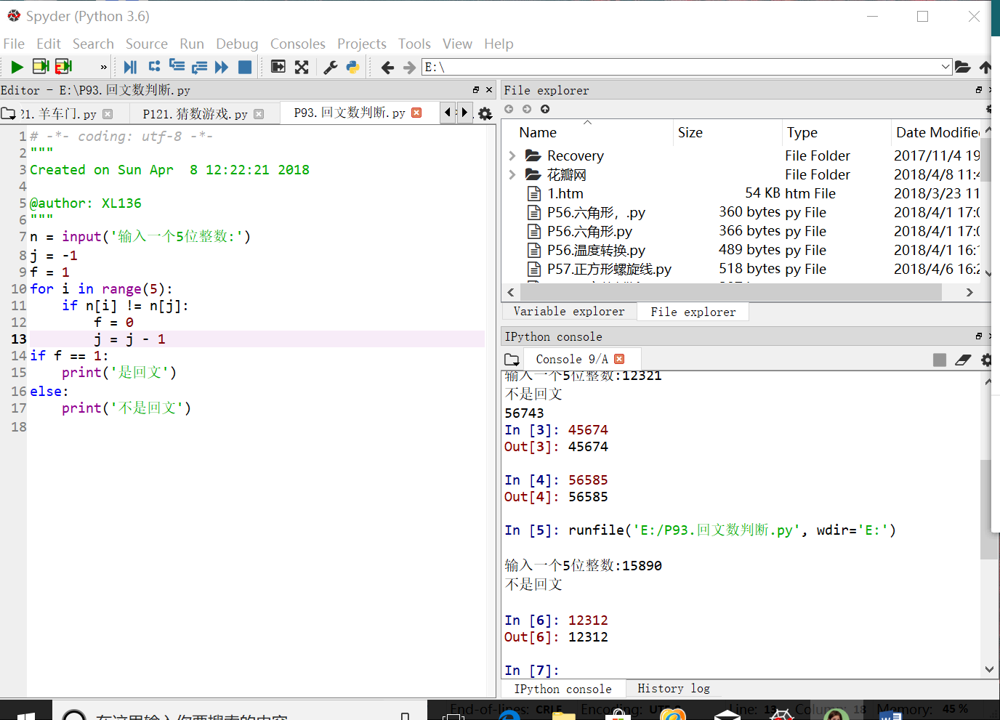 Spyder (Python 3.6)
File Edit Search Source Run Debug Consoles Projects Tools View Help
E:\
Editor - E:\P93.回文数判断.py
21.羊车门.py
P121.猜数游戏.py
P93.回文数判断.py
1 # -*- coding: utf-8 -*-
2 """
3 Created on Sun Apr  8 12:22:21 2018
4
5 @author: XL136
6 """
7 n = input('输入一个5位整数:')
8 j = -1
9 f = 1
10 for i in range(5):
11     if n[i] != n[j]:
12         f = 0
13         j = j - 1
14 if f == 1:
15     print('是回文')
16 else:
17     print('不是回文')
18
File explorer
Name Size Type Date Modified
Recovery File Folder 2017/11/4 19
花瓣网 File Folder 2018/4/8 11:4
1.htm 54 KB htm File 2018/3/23 11
P56.六角形，.py 360 bytes py File 2018/4/1 17:0
P56.六角形.py 366 bytes py File 2018/4/1 17:0
P56.温度转换.py 489 bytes py File 2018/4/1 16:1
P57.正方形螺旋线.py 518 bytes py File 2018/4/6 16:2
Variable explorer File explorer
IPython console
Console 9/A
输入一个5位整数:12321
不是回文
56743
In [3]: 45674
Out[3]: 45674
In [4]: 56585
Out[4]: 56585
In [5]: runfile('E:/P93.回文数判断.py', wdir='E:')
输入一个5位整数:15890
不是回文
In [6]: 12312
Out[6]: 12312
In [7]:
IPython console History log
End-of-lines: CRLF Encoding: UTF-8 Line: 13 Column: 18 Memory: 45 %
在这里输入你要搜索的内容